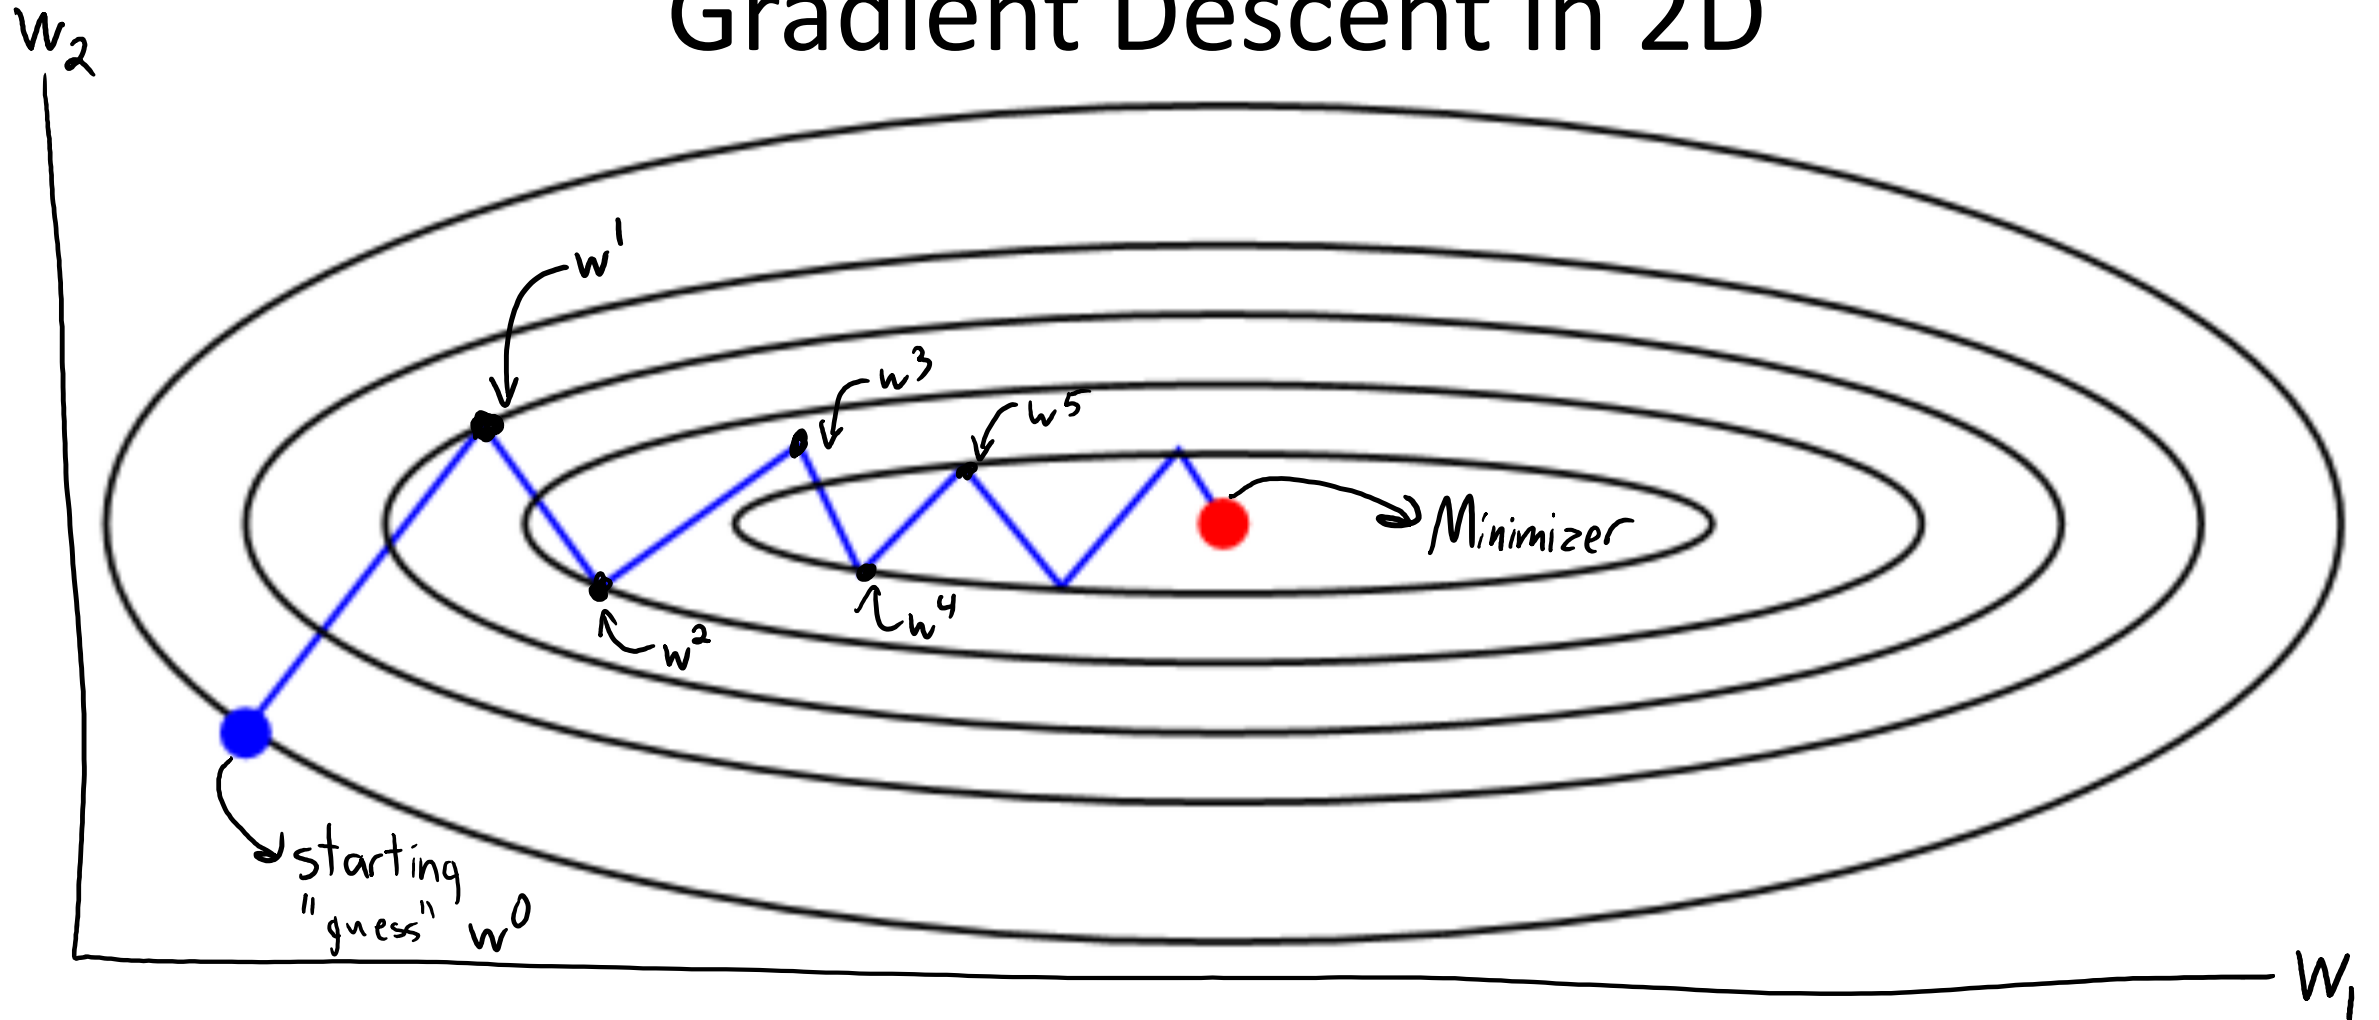 Gradient Descent in 2D
w₂
w¹
w³
w⁵
Minimizer
w⁴
w²
starting
"guess" w⁰
w₁